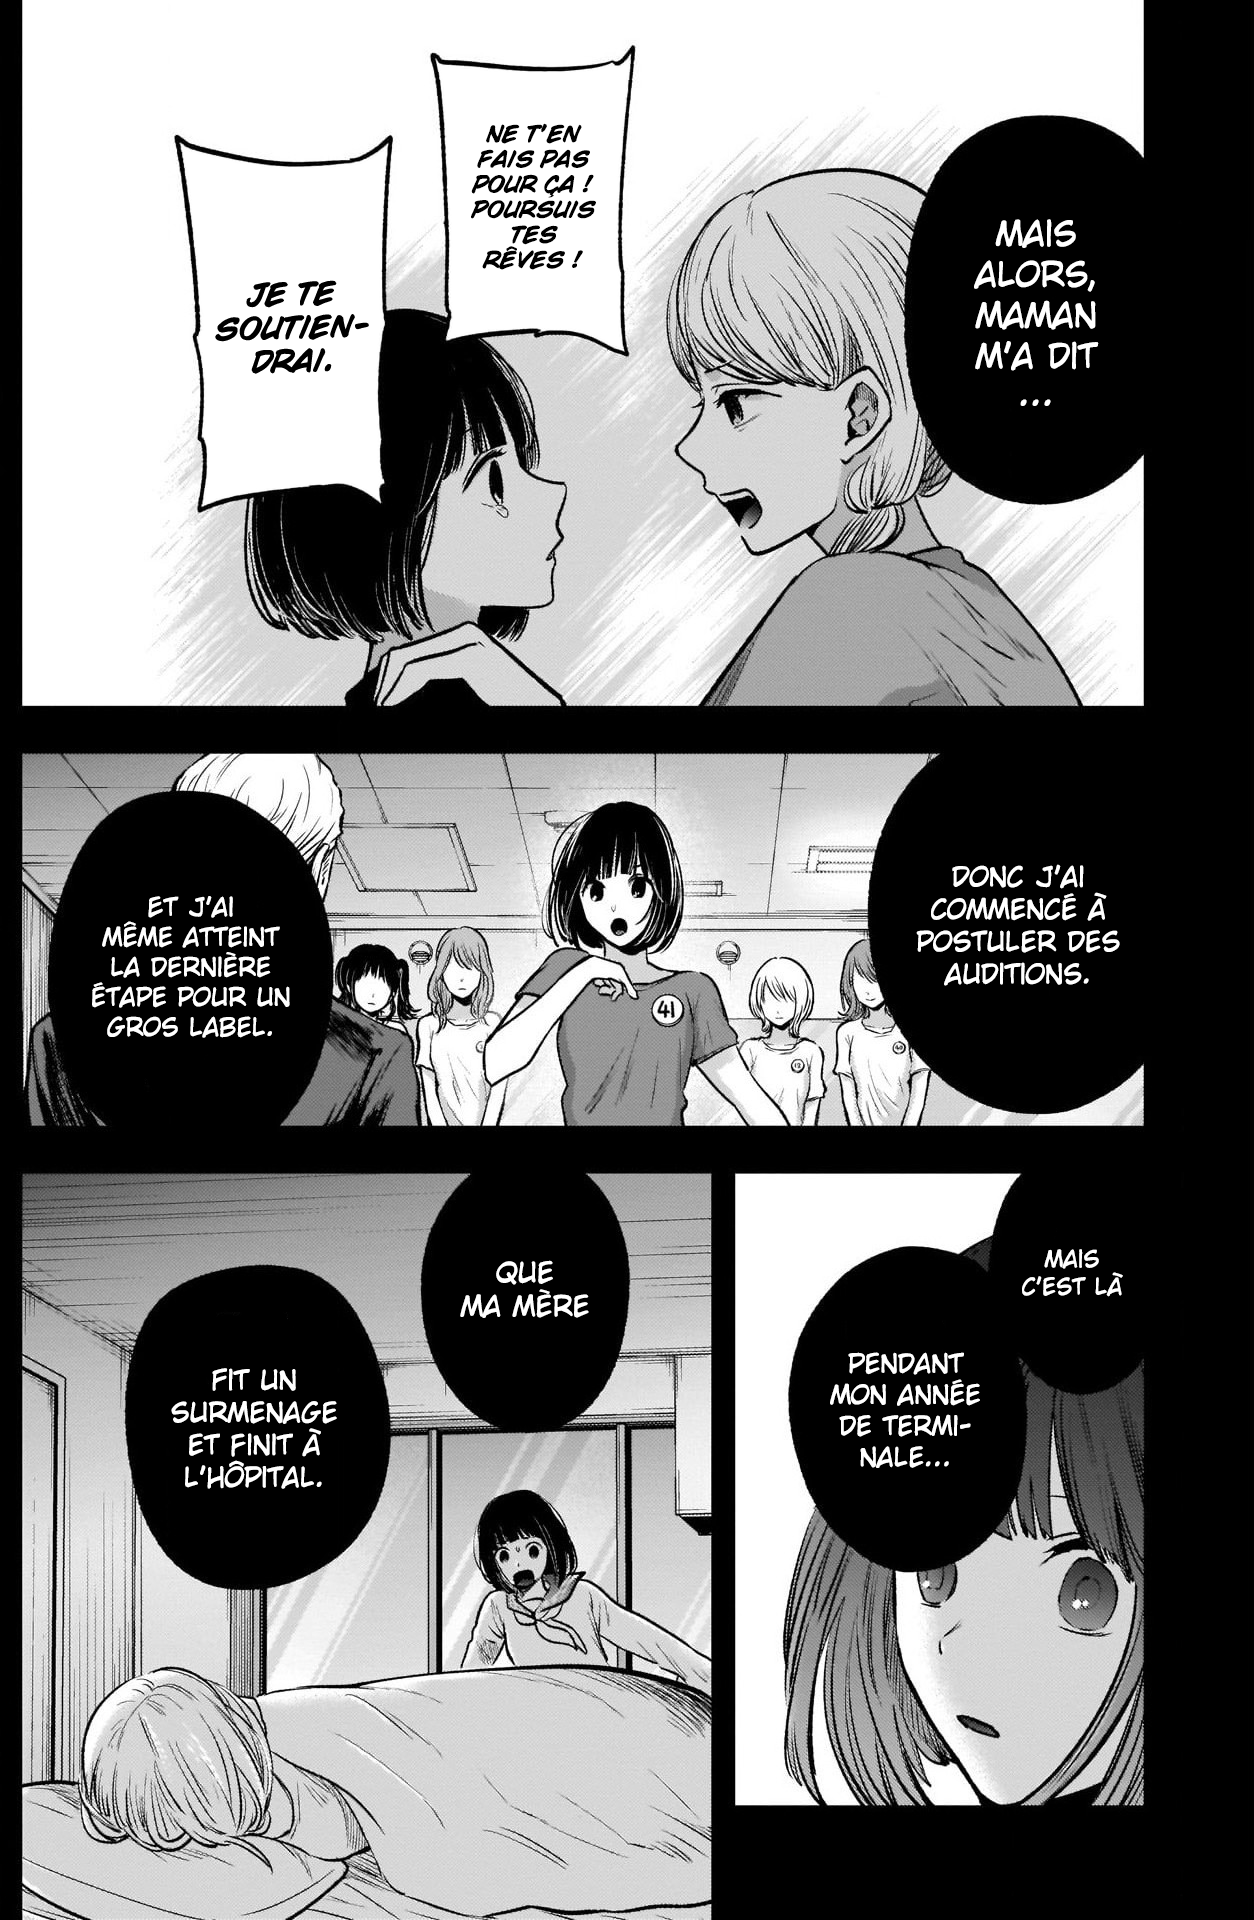 MAIS
ALORS,
MAMAN
M'A DIT
...
NE T'EN
FAIS PAS
POUR ÇA !
POURSUIS
TES
RÊVES !
JE TE
SOUTIEN-
DRAI.
DONC J'AI
COMMENCÉ À
POSTULER DES
AUDITIONS.
ET J'AI
MÊME ATTEINT
LA DERNIÈRE
ÉTAPE POUR UN
GROS LABEL.
41
MAIS
C'EST LÀ
PENDANT
MON ANNÉE
DE TERMI-
NALE...
QUE
MA MÈRE
FIT UN
SURMENAGE
ET FINIT À
L'HÔPITAL.